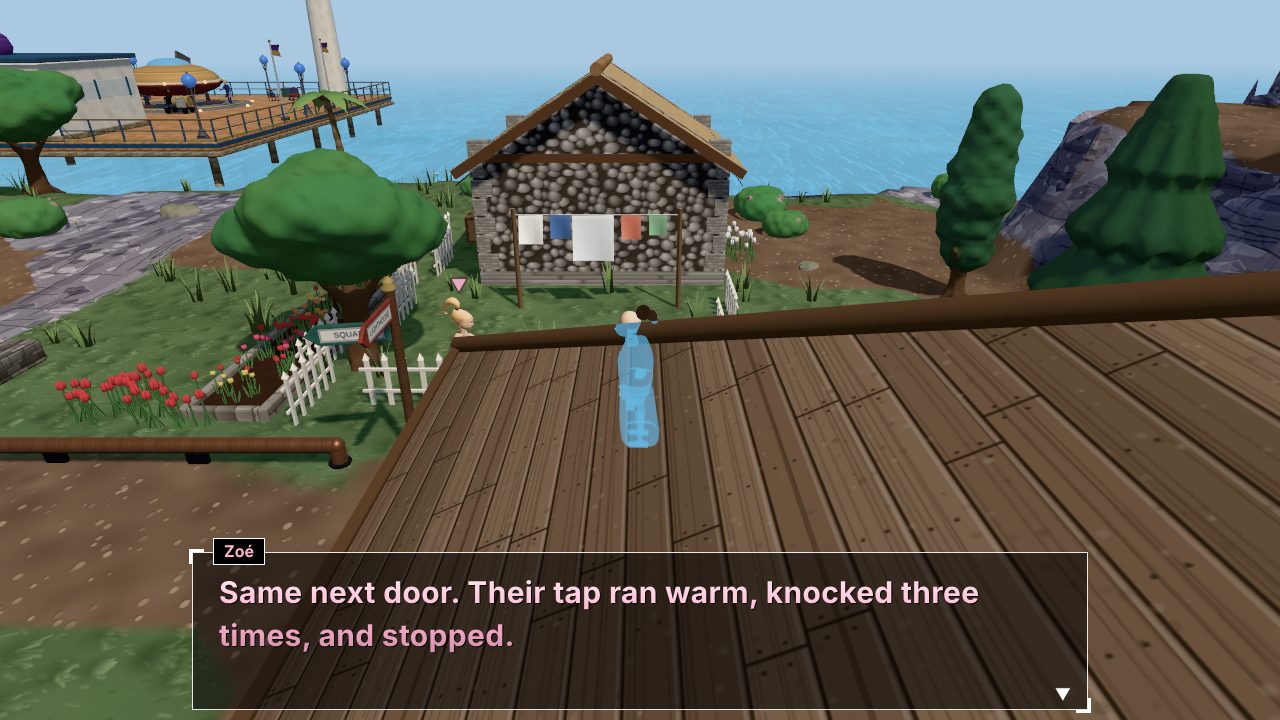 Zoé
Same next door. Their tap ran warm, knocked three
times, and stopped.